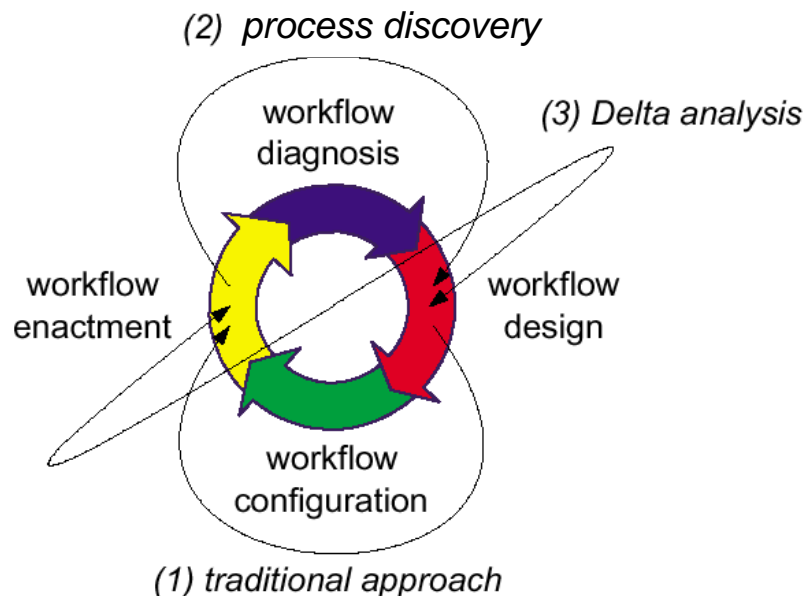 (2) process discovery
workflow
diagnosis
(3) Delta analysis
workflow
enactment
workflow
design
workflow
configuration
(1) traditional approach